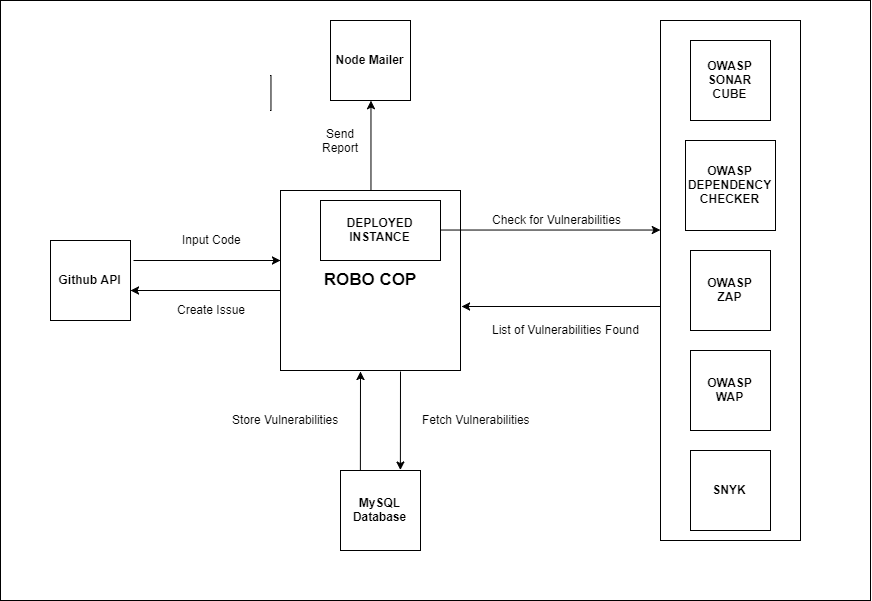 Node Mailer
Send
Report
OWASP
SONAR
CUBE
OWASP
DEPENDENCY
CHECKER
DEPLOYED
INSTANCE
Check for Vulnerabilities
Input Code
Github API
ROBO COP
Create Issue
OWASP
ZAP
List of Vulnerabilities Found
OWASP
WAP
Store Vulnerabilities
Fetch Vulnerabilities
SNYK
MySQL
Database